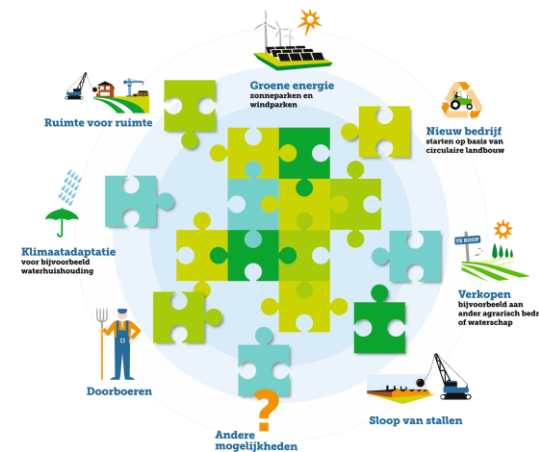 Groene energie
zonneparken en
windparken
Ruimte voor ruimte
Nieuw bedrijf
starten op basis van
circulaire landbouw
Klimaatadaptatie
voor bijvoorbeeld
waterhuishouding
TE KOOP
Verkopen
bijvoorbeeld aan
ander agrarisch bedr
of waterschap
Doorboeren
Sloop van stallen
?
Andere
mogelijkheden